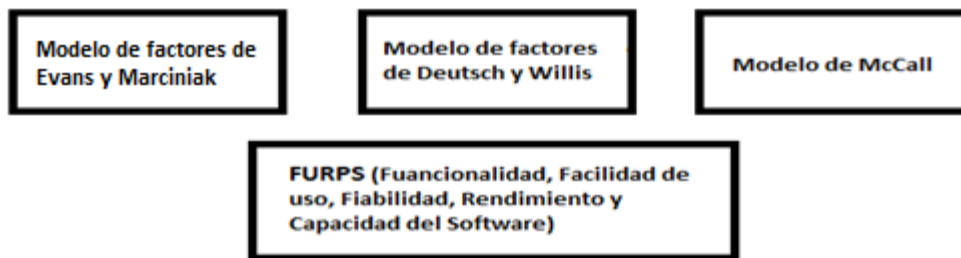 Modelo de factores de
Evans y Marciniak
Modelo de factores
de Deutsch y Willis
Modelo de McCall
FURPS (Fuancionalidad, Facilidad de
uso, Fiabilidad, Rendimiento y
Capacidad del Software)